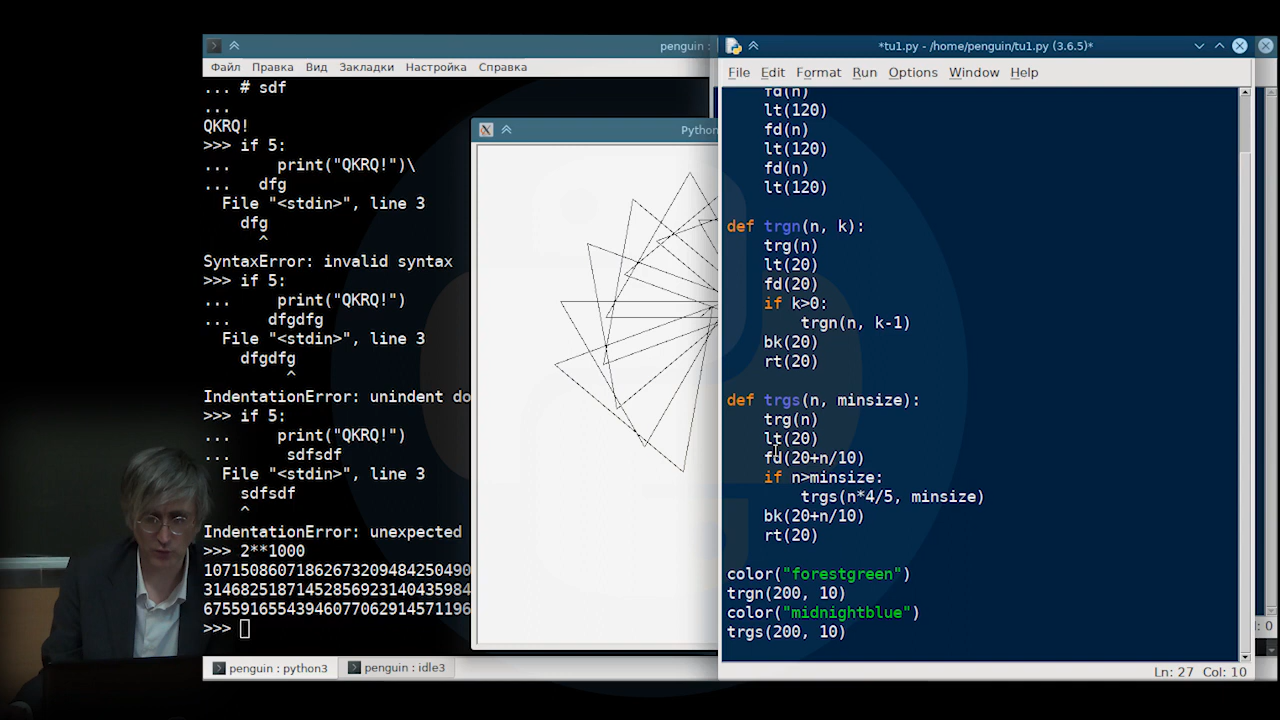 penguin :
Файл Правка Вид Закладки Настройка Справка
... # sdf
...
QKRQ!
>>> if 5:
...     print("QKRQ!")\
...   dfg
  File "<stdin>", line 3
    dfg
      ^
SyntaxError: invalid syntax
>>> if 5:
...     print("QKRQ!")
...    dfgdfg
  File "<stdin>", line 3
    dfgdfg
         ^
IndentationError: unindent do
>>> if 5:
...     print("QKRQ!")
...      sdfsdf
  File "<stdin>", line 3
    sdfsdf
    ^
IndentationError: unexpected
>>> 2**1000
10715086071862673209484250490
31468251871452856923140435984
67559165543946077062914571196
>>>
penguin : python3
penguin : idle3
Python
*tu1.py - /home/penguin/tu1.py (3.6.5)*
File Edit Format Run Options Window Help
    fd(n)
    lt(120)
    fd(n)
    lt(120)
    fd(n)
    lt(120)
def trgn(n, k):
    trg(n)
    lt(20)
    fd(20)
    if k>0:
        trgn(n, k-1)
    bk(20)
    rt(20)
def trgs(n, minsize):
    trg(n)
    lt(20)
    fd(20+n/10)
    if n>minsize:
        trgs(n*4/5, minsize)
    bk(20+n/10)
    rt(20)
color("forestgreen")
trgn(200, 10)
color("midnightblue")
trgs(200, 10)
Ln: 27 Col: 10
: 0